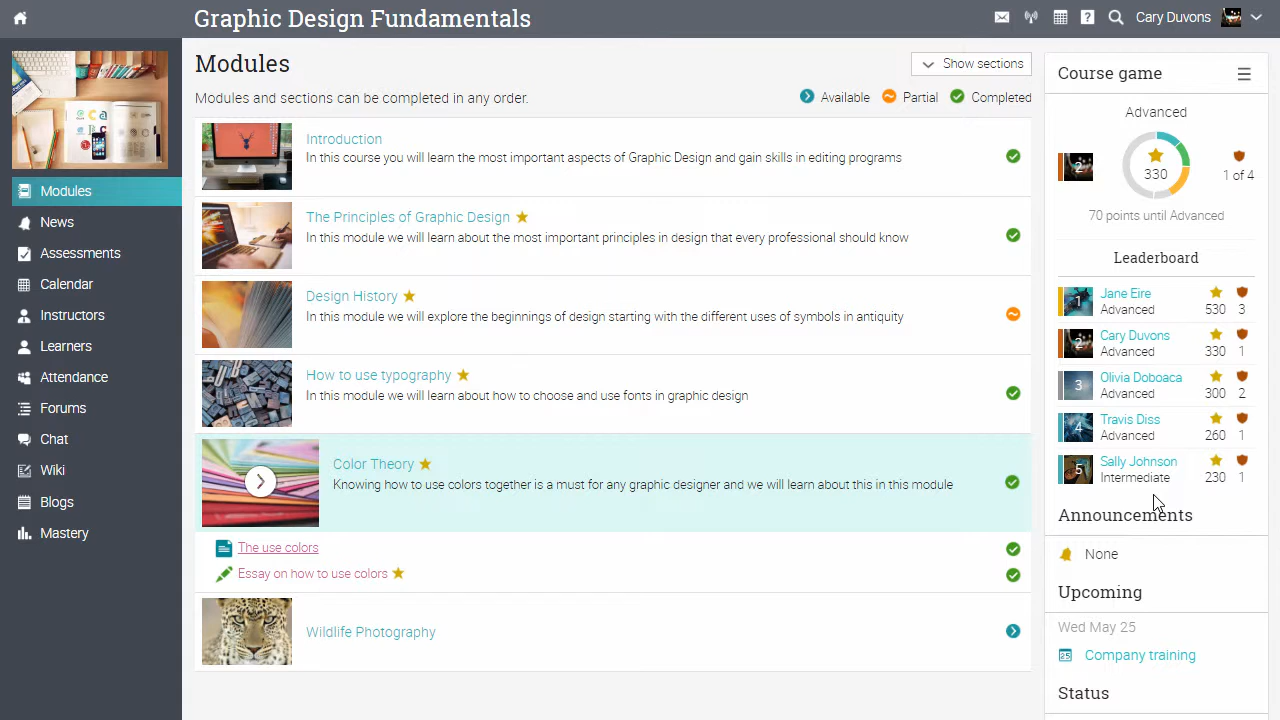 Graphic Design Fundamentals
Cary Duvons
Modules
News
Assessments
Calendar
Instructors
Learners
Attendance
Forums
Chat
Wiki
Blogs
Mastery
Modules
Show sections
Modules and sections can be completed in any order.
Available
Partial
Completed
Introduction
In this course you will learn the most important aspects of Graphic Design and gain skills in editing programs
The Principles of Graphic Design
In this module we will learn about the most important principles in design that every professional should know
Design History
In this module we will explore the beginnings of design starting with the different uses of symbols in antiquity
How to use typography
In this module we will learn about how to choose and use fonts in graphic design
Color Theory
Knowing how to use colors together is a must for any graphic designer and we will learn about this in this module
The use colors
Essay on how to use colors
Wildlife Photography
Course game
Advanced
2
330
1 of 4
70 points until Advanced
Leaderboard
1 Jane Eire
Advanced 530 3
2 Cary Duvons
Advanced 330 1
3 Olivia Doboaca
Advanced 300 2
4 Travis Diss
Advanced 260 1
5 Sally Johnson
Intermediate 230 1
Announcements
None
Upcoming
Wed May 25
25 Company training
Status